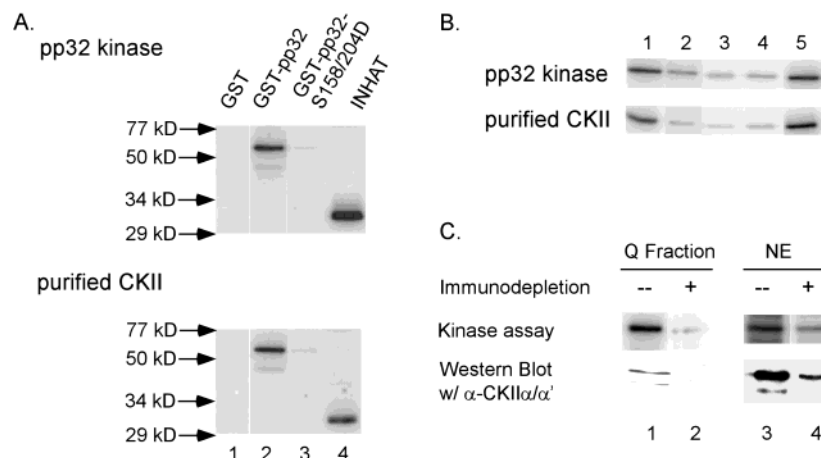 A.
pp32 kinase
GST
GST-pp32
GST-pp32-
S158/204D
INHAT
77 kD
50 kD
34 kD
29 kD
purified CKII
77 kD
50 kD
34 kD
29 kD
1 2 3 4
B.
1 2 3 4 5
pp32 kinase
purified CKII
C.
Q Fraction NE
Immunodepletion -- + -- +
Kinase assay
Western Blot
w/ α-CKIIα/α'
1 2 3 4